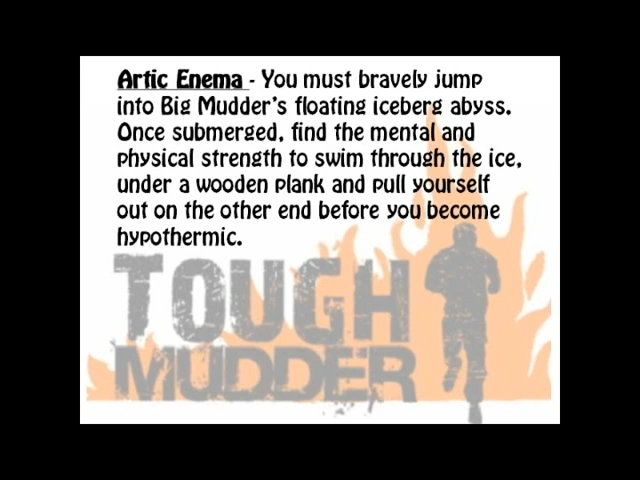 Artic Enema - You must bravely jump
into Big Mudder's floating iceberg abyss.
Once submerged, find the mental and
physical strength to swim through the ice,
under a wooden plank and pull yourself
out on the other end before you become
hypothermic.
TOUGH
MUDDER